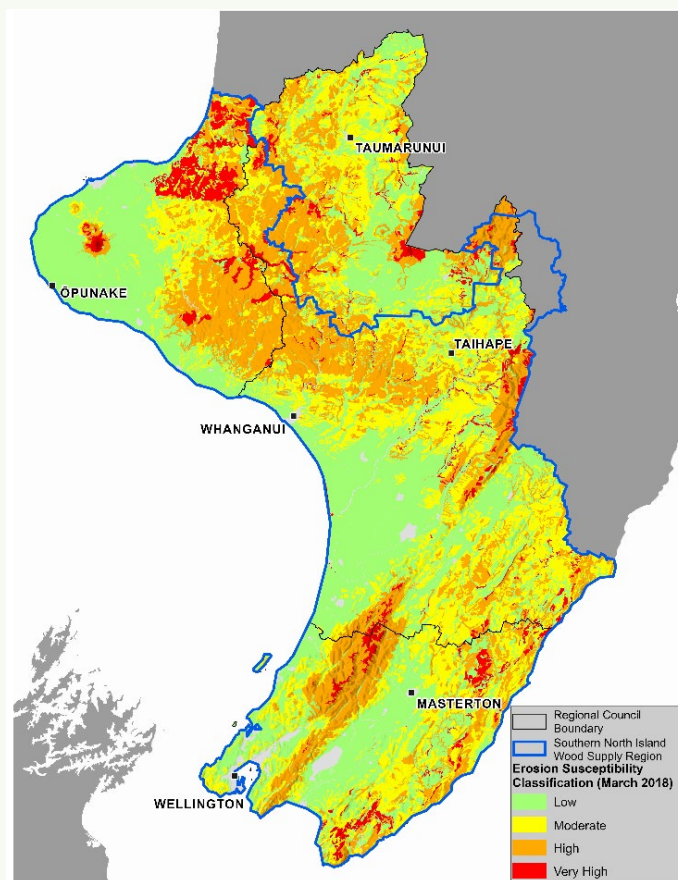 TAUMARUNUI
ŌPUNAKE
TAIHAPE
WHANGANUI
MASTERTON
WELLINGTON
Regional Council
Boundary
Southern North Island
Wood Supply Region
Erosion Susceptibility
Classification (March 2018)
Low
Moderate
High
Very High